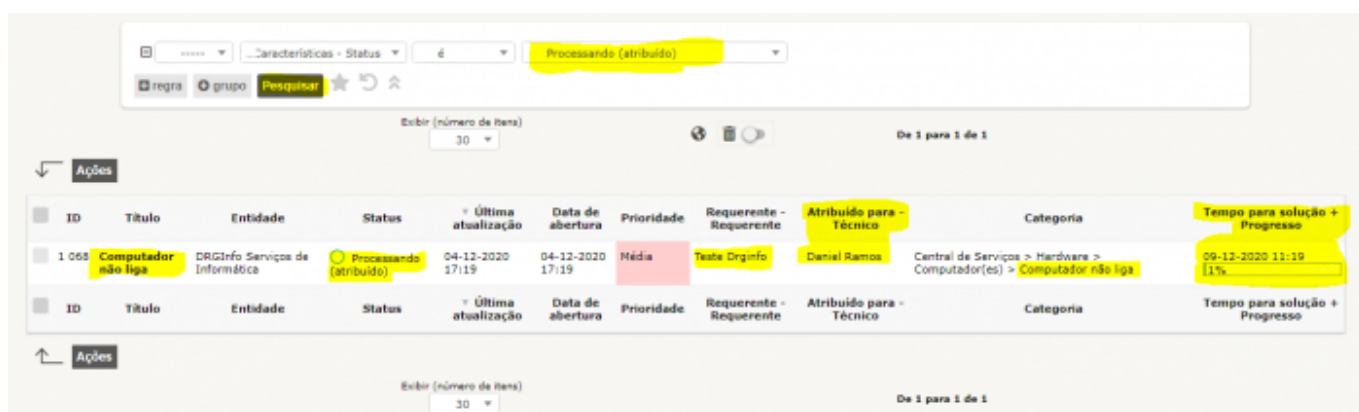 ----- ...Características - Status é Processando (atribuído)
regra grupo Pesquisar
Exibir (número de itens)
30 De 1 para 1 de 1
Ações
ID Título Entidade Status Última atualização Data de abertura Prioridade Requerente - Requerente Atribuído para - Técnico Categoria Tempo para solução + Progresso
1 068 Computador não liga DRGInfo Serviços de Informática Processando (atribuído) 04-12-2020 17:19 04-12-2020 17:19 Média Teste Drginfo Daniel Ramos Central de Serviços > Hardware > Computador(es) > Computador não liga 09-12-2020 11:19 1%
ID Título Entidade Status Última atualização Data de abertura Prioridade Requerente - Requerente Atribuído para - Técnico Categoria Tempo para solução + Progresso
Ações
Exibir (número de itens)
30 De 1 para 1 de 1